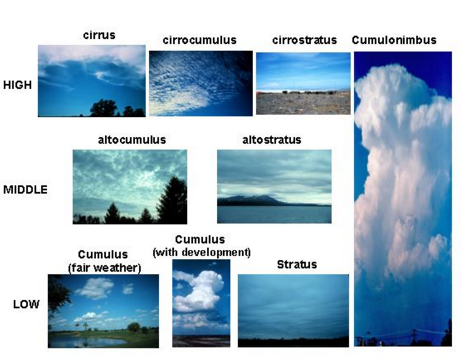 cirrus
cirrocumulus
cirrostratus
Cumulonimbus
HIGH
altocumulus
altostratus
MIDDLE
Cumulus
(fair weather)
Cumulus
(with development)
Stratus
LOW